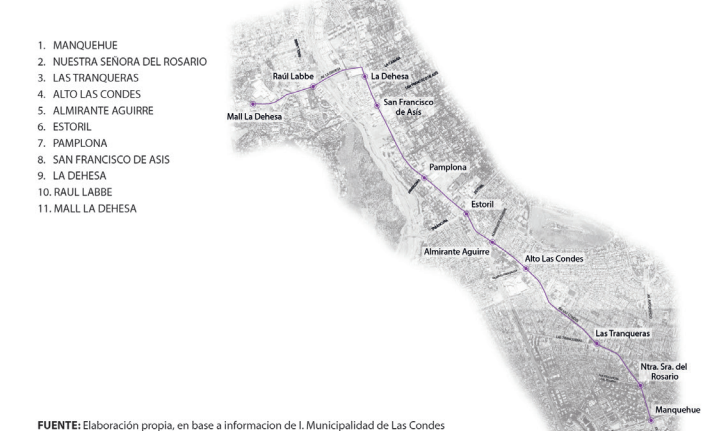 1. MANQUEHUE
2. NUESTRA SEÑORA DEL ROSARIO
3. LAS TRANQUERAS
4. ALTO LAS CONDES
5. ALMIRANTE AGUIRRE
6. ESTORIL
7. PAMPLONA
8. SAN FRANCISCO DE ASIS
9. LA DEHESA
10. RAUL LABBE
11. MALL LA DEHESA
Raúl Labbe
La Dehesa
Mall La Dehesa
San Francisco
de Asís
Pamplona
Estoril
Almirante Aguirre
Alto Las Condes
Las Tranqueras
Ntra. Sra. del
Rosario
Manquehue
FUENTE: Elaboración propia, en base a informacion de I. Municipalidad de Las Condes